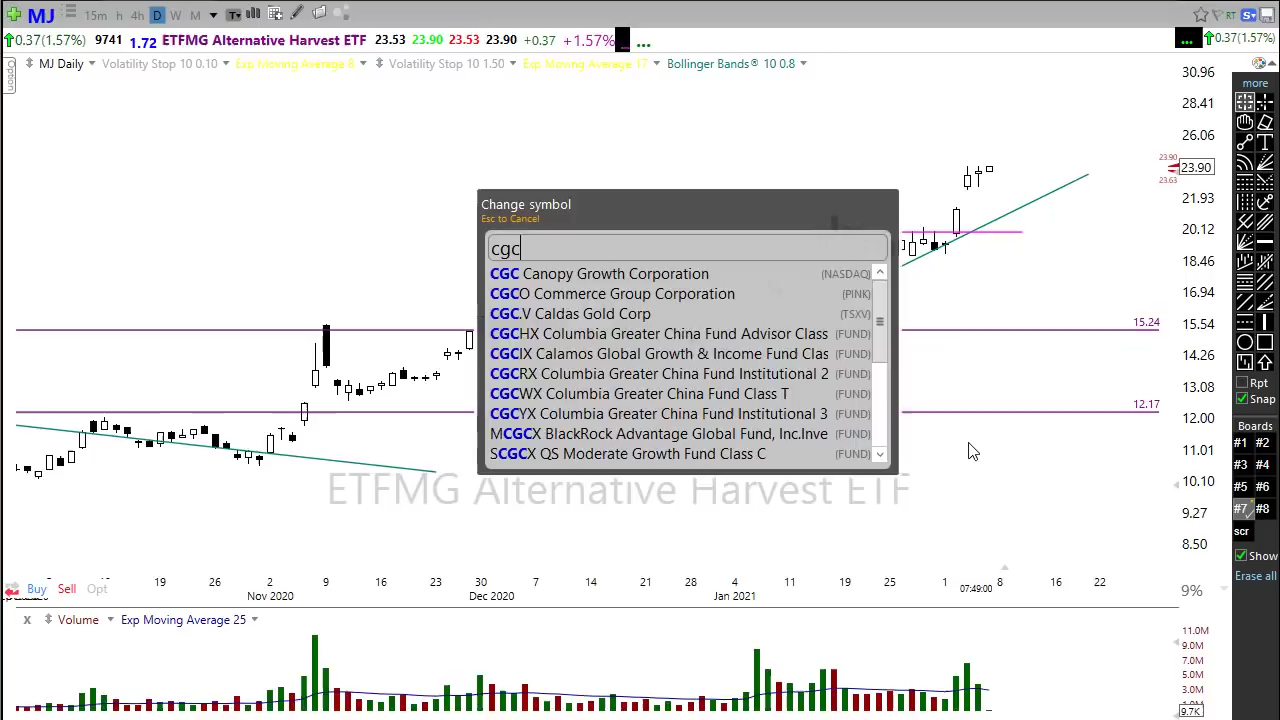 MJ 15m h 4h D W M T RT S
0.37(1.57%) 9741 1.72 ETFMG Alternative Harvest ETF 23.53 23.90 23.53 23.90 +0.37 +1.57% ... ... 0.37(1.57%)
Option
MJ Daily Volatility Stop 10 0.10 Exp Moving Average 8 Volatility Stop 10 1.50 Exp Moving Average 17 Bollinger Bands® 10 0.8
more
30.96
28.41
26.06
23.90
23.90
23.63
21.93
20.12
18.46
16.94
15.24
15.54
14.26
13.08
12.17
12.00
11.01
10.10
9.27
8.50
Change symbol
Esc to Cancel
cgc
CGC Canopy Growth Corporation (NASDAQ)
CGCO Commerce Group Corporation (PINK)
CGC.V Caldas Gold Corp (TSXV)
CGCHX Columbia Greater China Fund Advisor Class (FUND)
CGCIX Calamos Global Growth & Income Fund Clas (FUND)
CGCRX Columbia Greater China Fund Institutional 2 (FUND)
CGCWX Columbia Greater China Fund Class T (FUND)
CGCYX Columbia Greater China Fund Institutional 3 (FUND)
MCGCX BlackRock Advantage Global Fund, Inc.Inve (FUND)
SCGCX QS Moderate Growth Fund Class C (FUND)
ETFMG Alternative Harvest ETF
Rpt
Snap
Boards
#1 #2
#3 #4
#5 #6
#7 #8
scr
Show
Erase all
19 26 2 9 16 23 30 7 14 21 28 4 11 19 25 1 8 16 22
Buy Sell Opt
Nov 2020 Dec 2020 Jan 2021 07:49:00
9%
X Volume Exp Moving Average 25
11.0M
9.0M
7.0M
5.0M
3.0M
9.7K